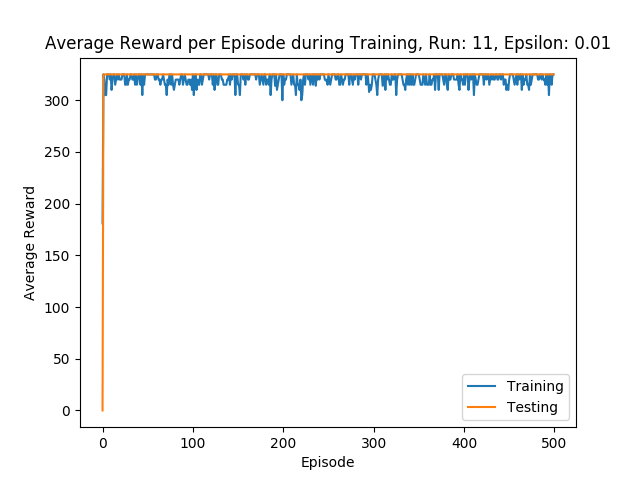 Average Reward per Episode during Training, Run: 11, Epsilon: 0.01
Average Reward
300
250
200
150
100
50
0
0 100 200 300 400 500
Episode
Training
Testing